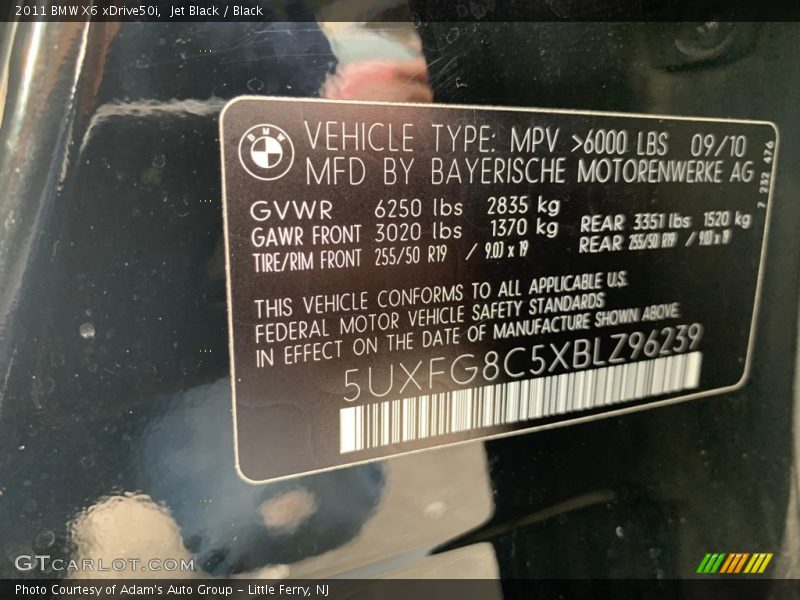 2011 BMW X6 xDrive50i, Jet Black / Black
BMW
VEHICLE TYPE: MPV >6000 LBS 09/10
MFD BY BAYERISCHE MOTORENWERKE AG
7 232 476
GVWR 6250 lbs 2835 kg
GAWR FRONT 3020 lbs 1370 kg REAR 3351 lbs 1520 kg
TIRE/RIM FRONT 255/50 R19 / 9.0J x 19 REAR 255/50 R19 / 9.0J x 19
THIS VEHICLE CONFORMS TO ALL APPLICABLE U.S.
FEDERAL MOTOR VEHICLE SAFETY STANDARDS
IN EFFECT ON THE DATE OF MANUFACTURE SHOWN ABOVE
5UXFG8C5XBLZ96239
GTCARLOT.COM
Photo Courtesy of Adam's Auto Group - Little Ferry, NJ